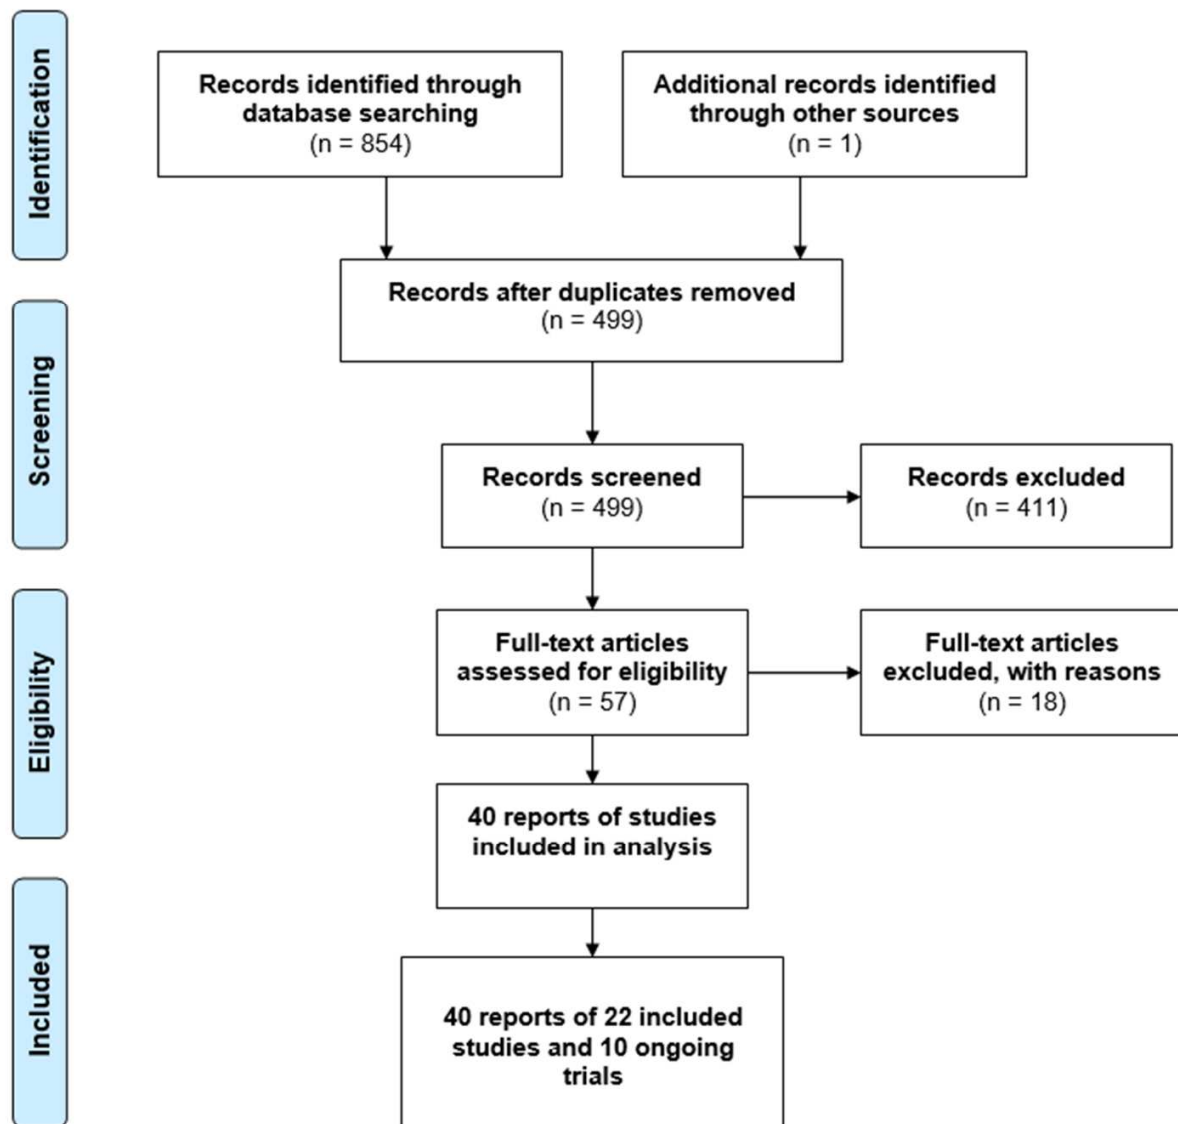 Identification
Records identified through
database searching
(n = 854)
Additional records identified
through other sources
(n = 1)
Records after duplicates removed
(n = 499)
Screening
Records screened
(n = 499)
Records excluded
(n = 411)
Eligibility
Full-text articles
assessed for eligibility
(n = 57)
Full-text articles
excluded, with reasons
(n = 18)
40 reports of studies
included in analysis
Included
40 reports of 22 included
studies and 10 ongoing
trials